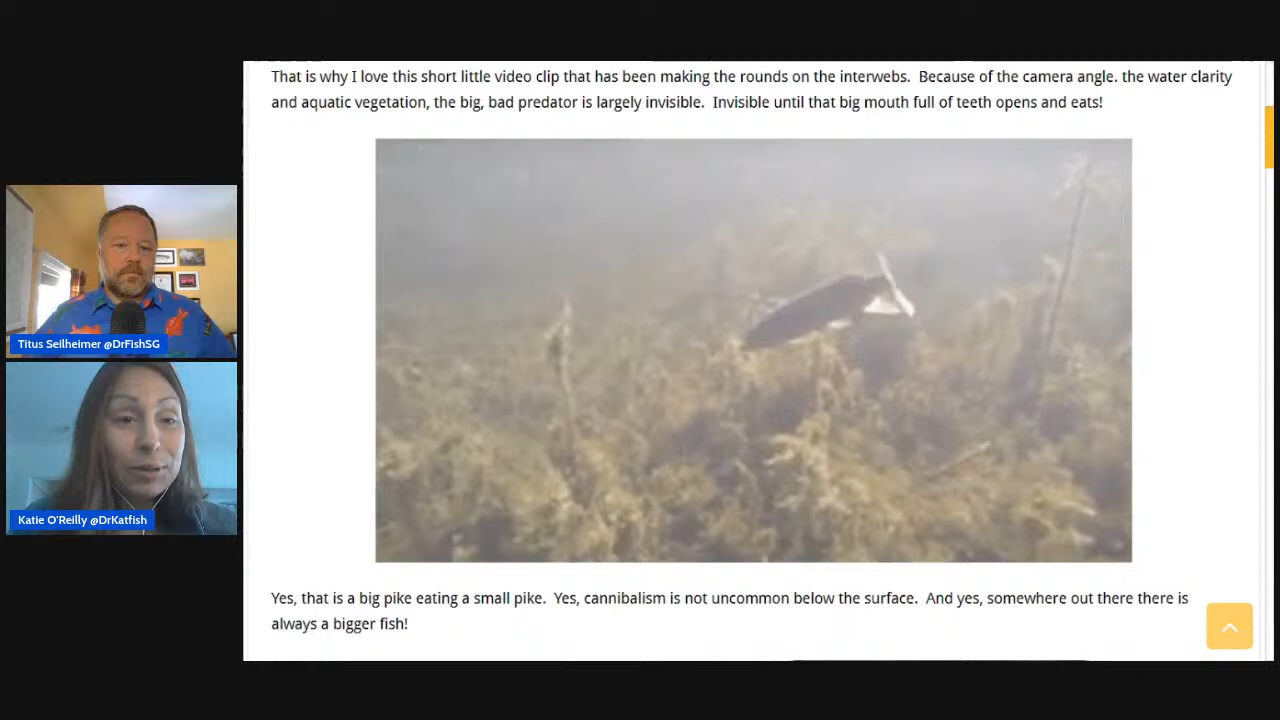 That is why I love this short little video clip that has been making the rounds on the interwebs.  Because of the camera angle. the water clarity
and aquatic vegetation, the big, bad predator is largely invisible.  Invisible until that big mouth full of teeth opens and eats!
Titus Seilheimer @DrFishSG
Katie O'Reilly @DrKatfish
Yes, that is a big pike eating a small pike.  Yes, cannibalism is not uncommon below the surface.  And yes, somewhere out there there is
always a bigger fish!